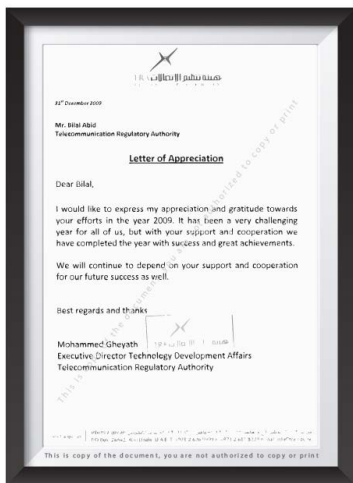 هيئة تنظيم الاتصالات
31st December 2009
Mr. Bilal Abid
Telecommunication Regulatory Authority
Letter of Appreciation
Dear Bilal,
I would like to express my appreciation and gratitude towards
your efforts in the year 2009. It has been a very challenging
year for all of us, but with your support and cooperation we
have completed the year with success and great achievements.
We will continue to depend on your support and cooperation
for our future success as well.
Best regards and thanks
Mohammed Gheyath
Executive Director Technology Development Affairs
Telecommunication Regulatory Authority
This is copy of the document, you are not authorized to copy or print